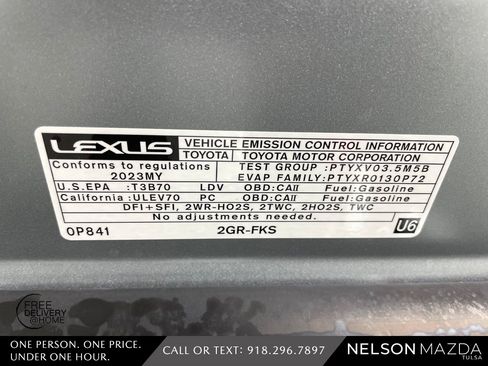 LEXUS
VEHICLE EMISSION CONTROL INFORMATION
TOYOTA TOYOTA MOTOR CORPORATION
Conforms to regulations
2023MY
TEST GROUP :PTYXV03.5M5B
EVAP FAMILY:PTYXR0130P72
U.S.EPA :T3B70 LDV OBD:CAII Fuel:Gasoline
California :ULEV70 PC OBD:CAII Fuel:Gasoline
DFI+SFI, 2WR-HO2S, 2TWC, 2HO2S, TWC
No adjustments needed.
0P841 2GR-FKS U6
FREE
DELIVERY
@HOME
ONE PERSON. ONE PRICE.
UNDER ONE HOUR.
CALL OR TEXT: 918.296.7897
NELSON MAZDA
TULSA